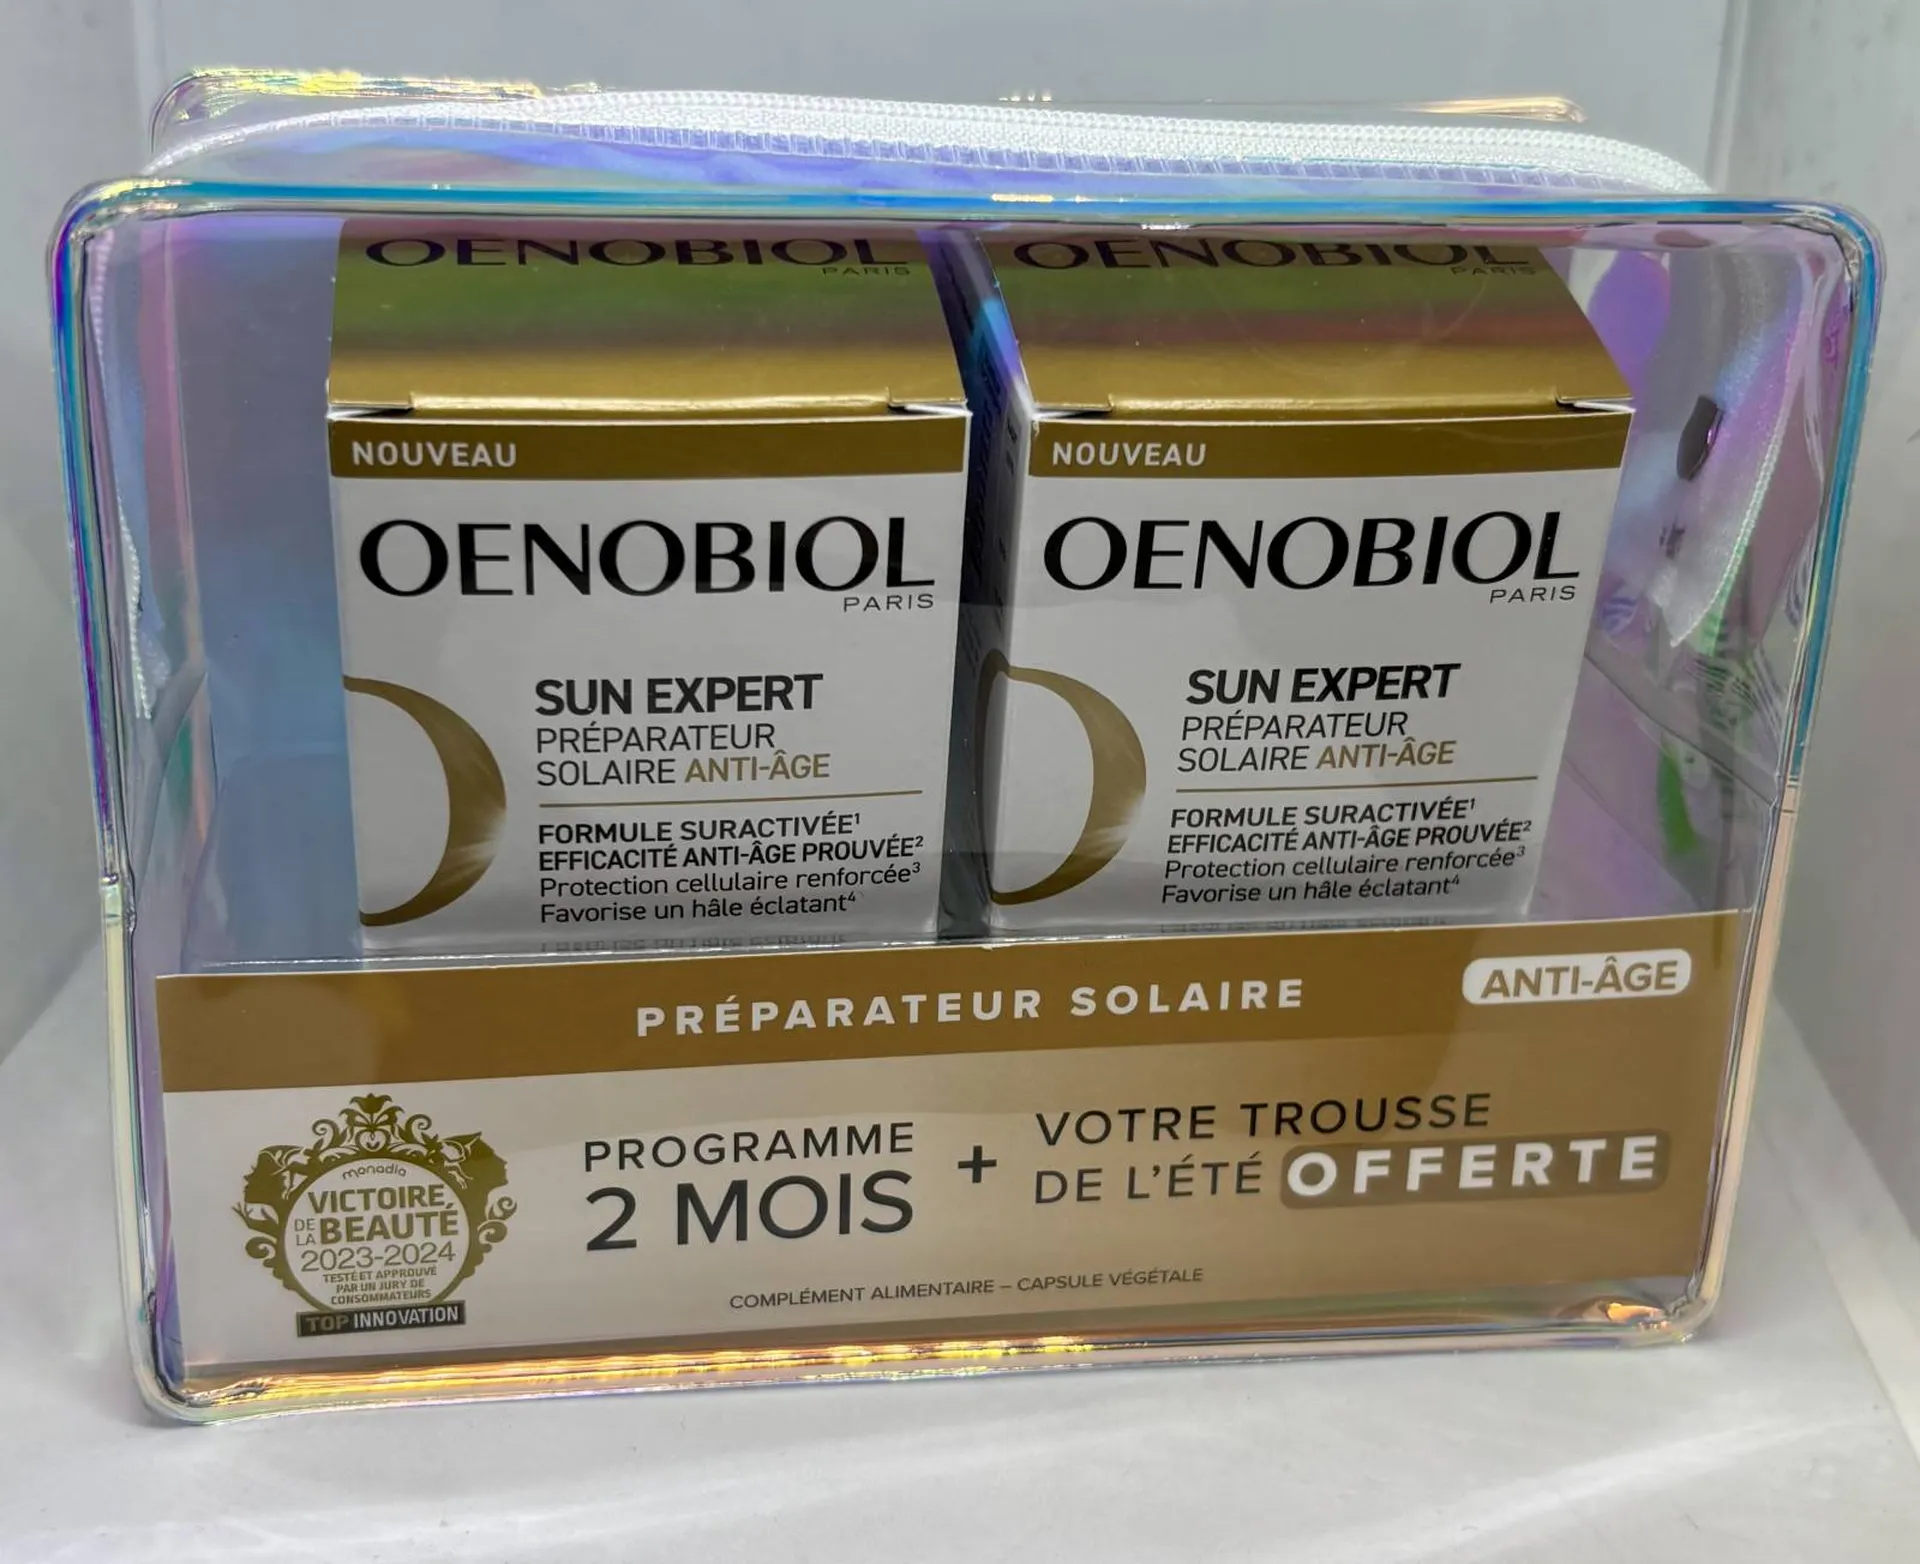 OENOBIOL
PARIS
NOUVEAU
OENOBIOL
PARIS
SUN EXPERT
PRÉPARATEUR
SOLAIRE ANTI-ÂGE
FORMULE SURACTIVÉE¹
EFFICACITÉ ANTI-ÂGE PROUVÉE²
Protection cellulaire renforcée³
Favorise un hâle éclatant⁴
OENOBIOL
PARIS
NOUVEAU
OENOBIOL
PARIS
SUN EXPERT
PRÉPARATEUR
SOLAIRE ANTI-ÂGE
FORMULE SURACTIVÉE¹
EFFICACITÉ ANTI-ÂGE PROUVÉE²
Protection cellulaire renforcée³
Favorise un hâle éclatant⁴
PRÉPARATEUR SOLAIRE
ANTI-ÂGE
monadia
VICTOIRE
DE LA BEAUTÉ
2023-2024
TESTÉ ET APPROUVÉ
PAR UN JURY DE
CONSOMMATEURS
TOP INNOVATION
PROGRAMME
2 MOIS
+
VOTRE TROUSSE
DE L'ÉTÉ OFFERTE
COMPLÉMENT ALIMENTAIRE – CAPSULE VÉGÉTALE